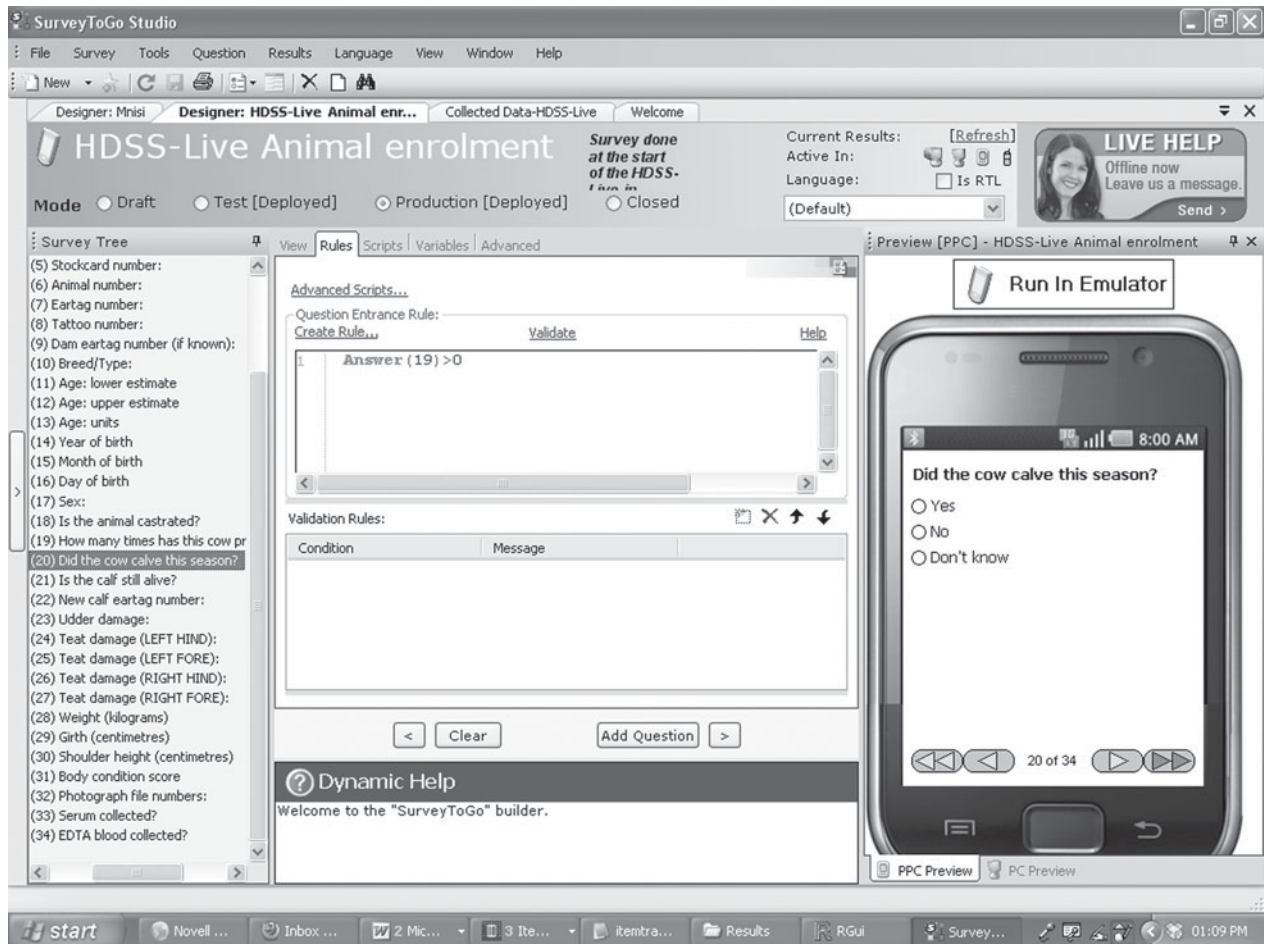 SurveyToGo Studio
File Survey Tools Question Results Language View Window Help
New
Designer: Mnisi Designer: HDSS-Live Animal enr... Collected Data-HDSS-Live Welcome
HDSS-Live Animal enrolment
Survey done
at the start
of the HDSS-
Live in
Mode Draft Test [Deployed] Production [Deployed] Closed
Current Results: [Refresh]
Active In:
Language: Is RTL
(Default)
LIVE HELP
Offline now
Leave us a message.
Send >
Survey Tree
(5) Stockcard number:
(6) Animal number:
(7) Eartag number:
(8) Tattoo number:
(9) Dam eartag number (if known):
(10) Breed/Type:
(11) Age: lower estimate
(12) Age: upper estimate
(13) Age: units
(14) Year of birth
(15) Month of birth
(16) Day of birth
(17) Sex:
(18) Is the animal castrated?
(19) How many times has this cow pr
(20) Did the cow calve this season?
(21) Is the calf still alive?
(22) New calf eartag number:
(23) Udder damage:
(24) Teat damage (LEFT HIND):
(25) Teat damage (LEFT FORE):
(26) Teat damage (RIGHT HIND):
(27) Teat damage (RIGHT FORE):
(28) Weight (kilograms)
(29) Girth (centimetres)
(30) Shoulder height (centimetres)
(31) Body condition score
(32) Photograph file numbers:
(33) Serum collected?
(34) EDTA blood collected?
View Rules Scripts Variables Advanced
Advanced Scripts...
Question Entrance Rule:
Create Rule... Validate Help
1 Answer(19)>0
Validation Rules:
Condition Message
< Clear Add Question >
Dynamic Help
Welcome to the "SurveyToGo" builder.
Preview [PPC] - HDSS-Live Animal enrolment
Run In Emulator
8:00 AM
Did the cow calve this season?
Yes
No
Don't know
20 of 34
PPC Preview PC Preview
start Novell ... Inbox ... 2 Mic... 3 Ite... itemtra... Results RGui Survey... 01:09 PM